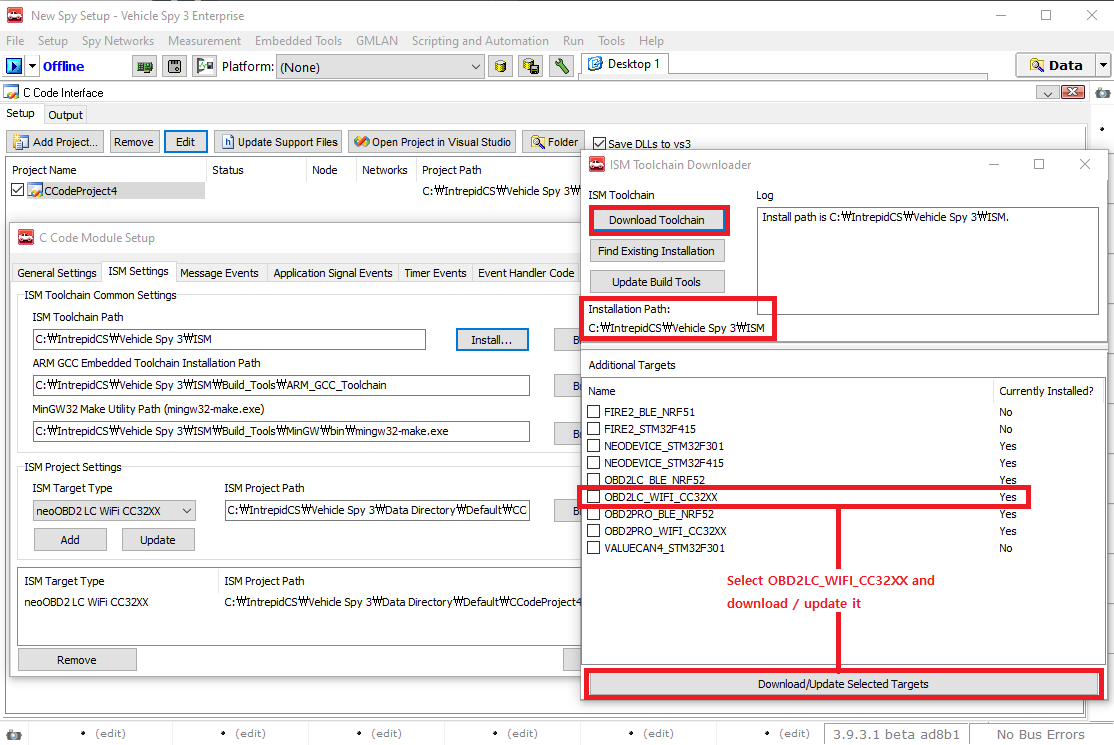 New Spy Setup - Vehicle Spy 3 Enterprise
File Setup Spy Networks Measurement Embedded Tools GMLAN Scripting and Automation Run Tools Help
Offline Platform: (None) Desktop 1 Data
C Code Interface
Setup Output
Add Project... Remove Edit Update Support Files Open Project in Visual Studio Folder Save DLLs to vs3
Project Name Status Node Networks Project Path
CCodeProject4 C:₩IntrepidCS₩Vehicle Spy 3₩
C Code Module Setup
General Settings ISM Settings Message Events Application Signal Events Timer Events Event Handler Code
ISM Toolchain Common Settings
ISM Toolchain Path
C:₩IntrepidCS₩Vehicle Spy 3₩ISM Install...
ARM GCC Embedded Toolchain Installation Path
C:₩IntrepidCS₩Vehicle Spy 3₩ISM₩Build_Tools₩ARM_GCC_Toolchain
MinGW32 Make Utility Path (mingw32-make.exe)
C:₩IntrepidCS₩Vehicle Spy 3₩ISM₩Build_Tools₩MinGW₩bin₩mingw32-make.exe
ISM Project Settings
ISM Target Type ISM Project Path
neoOBD2 LC WiFi CC32XX C:₩IntrepidCS₩Vehicle Spy 3₩Data Directory₩Default₩CC
Add Update
ISM Target Type ISM Project Path
neoOBD2 LC WiFi CC32XX C:₩IntrepidCS₩Vehicle Spy 3₩Data Directory₩Default₩CCodeProject4
Remove
ISM Toolchain Downloader
ISM Toolchain Log
Download Toolchain Install path is C:₩IntrepidCS₩Vehicle Spy 3₩ISM.
Find Existing Installation
Update Build Tools
Installation Path:
C:₩IntrepidCS₩Vehicle Spy 3₩ISM
Additional Targets
Name Currently Installed?
FIRE2_BLE_NRF51 No
FIRE2_STM32F415 No
NEODEVICE_STM32F301 Yes
NEODEVICE_STM32F415 Yes
OBD2LC_BLE_NRF52 Yes
OBD2LC_WIFI_CC32XX Yes
OBD2PRO_BLE_NRF52 Yes
OBD2PRO_WIFI_CC32XX Yes
VALUECAN4_STM32F301 No
Select OBD2LC_WIFI_CC32XX and
download / update it
Download/Update Selected Targets
(edit) (edit) (edit) (edit) (edit) (edit) 3.9.3.1 beta ad8b1 No Bus Errors